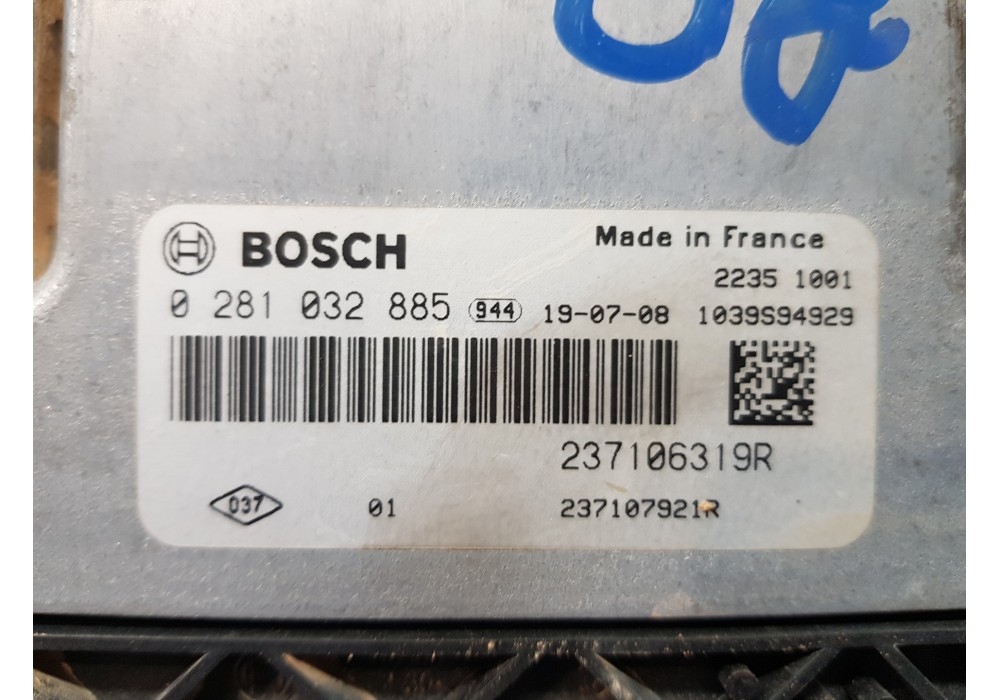 BOSCH
Made in France
2235 1001
0 281 032 885 944 19-07-08 1039S94929
237106319R
037 01 237107921R